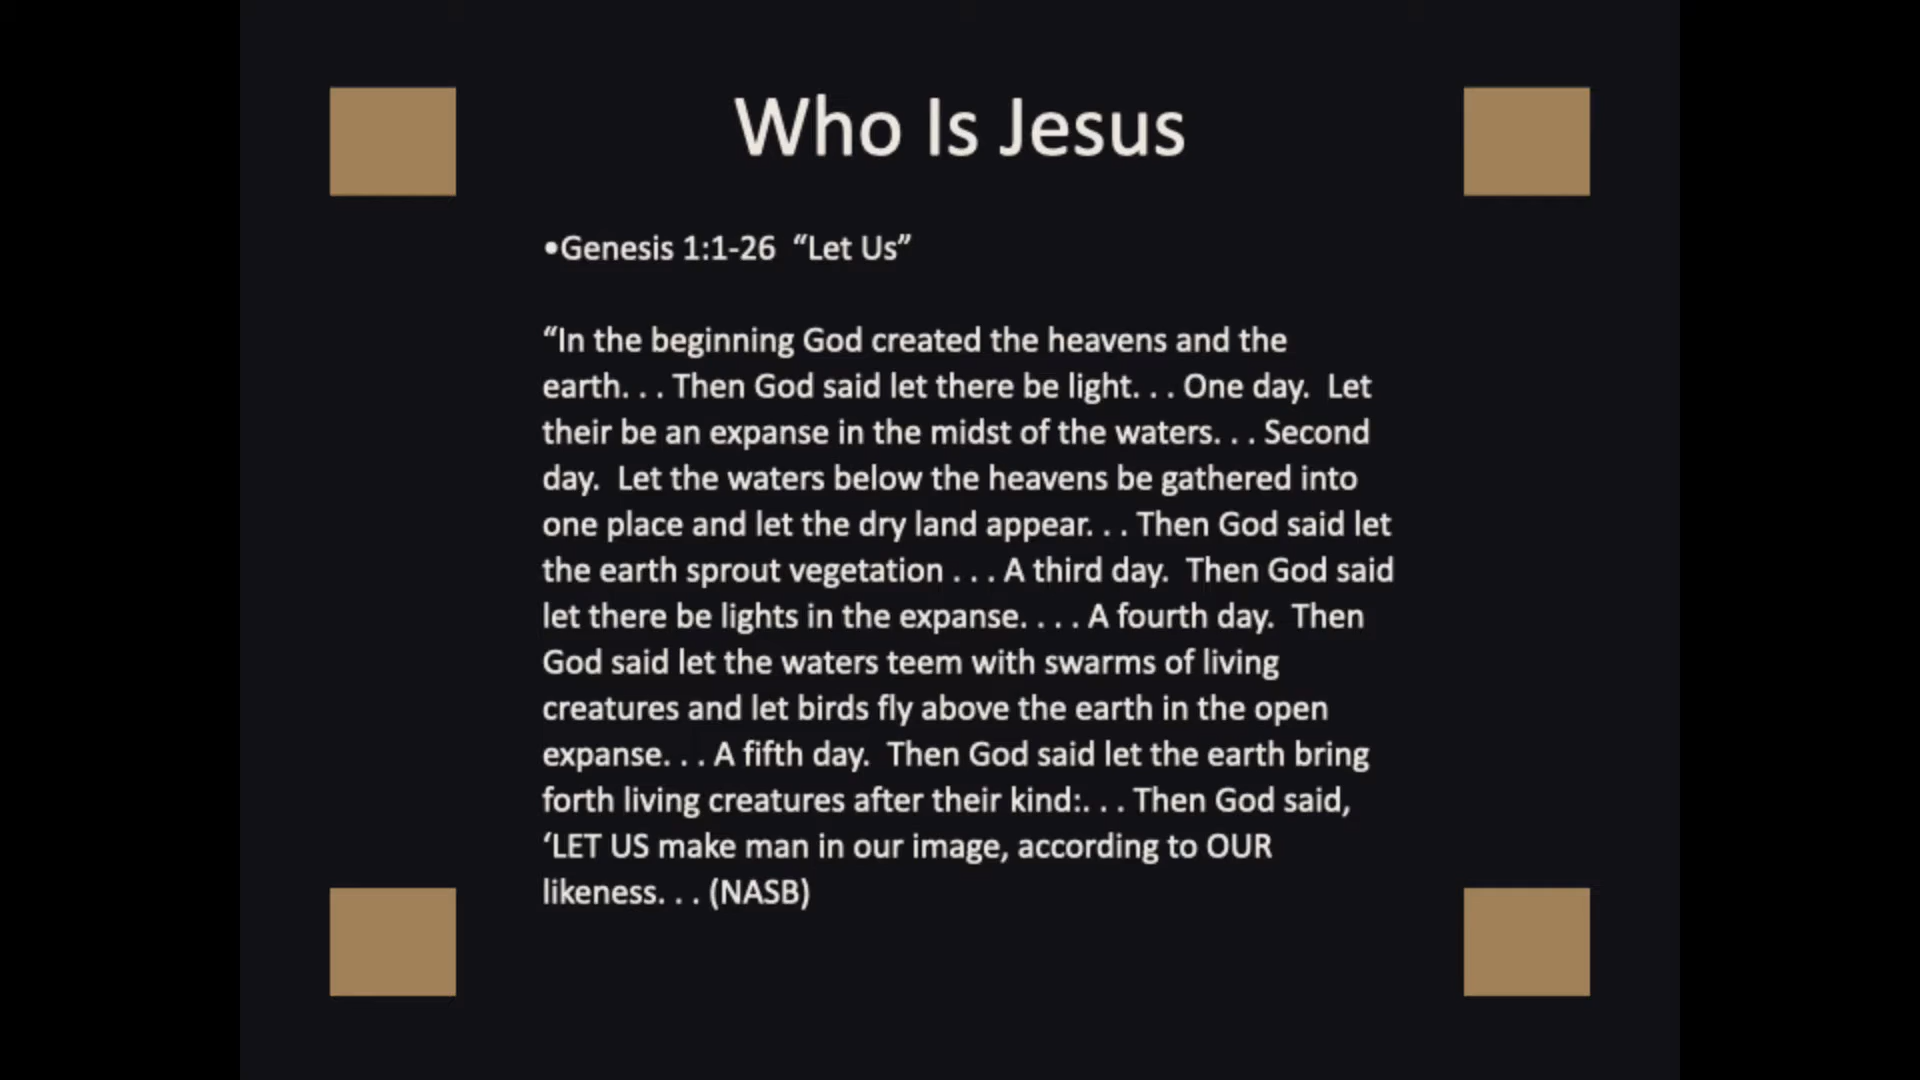 Who Is Jesus
•Genesis 1:1-26  “Let Us”
“In the beginning God created the heavens and the
earth. . . Then God said let there be light. . . One day.  Let
their be an expanse in the midst of the waters. . . Second
day.  Let the waters below the heavens be gathered into
one place and let the dry land appear. . . Then God said let
the earth sprout vegetation . . . A third day.  Then God said
let there be lights in the expanse. . . . A fourth day.  Then
God said let the waters teem with swarms of living
creatures and let birds fly above the earth in the open
expanse. . . A fifth day.  Then God said let the earth bring
forth living creatures after their kind:. . . Then God said,
‘LET US make man in our image, according to OUR
likeness. . . (NASB)